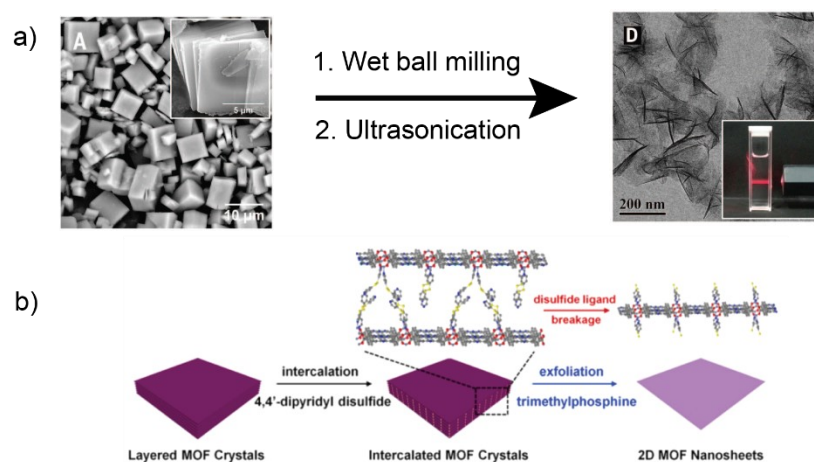 a)
A
5 µm
10 µm
1. Wet ball milling
2. Ultrasonication
D
200 nm
b)
disulfide ligand
breakage
intercalation
4,4'-dipyridyl disulfide
exfoliation
trimethylphosphine
Layered MOF Crystals
Intercalated MOF Crystals
2D MOF Nanosheets